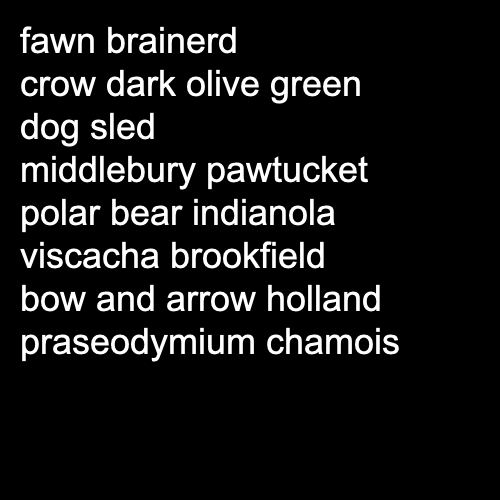 fawn brainerd
crow dark olive green
dog sled
middlebury pawtucket
polar bear indianola
viscacha brookfield
bow and arrow holland
praseodymium chamois